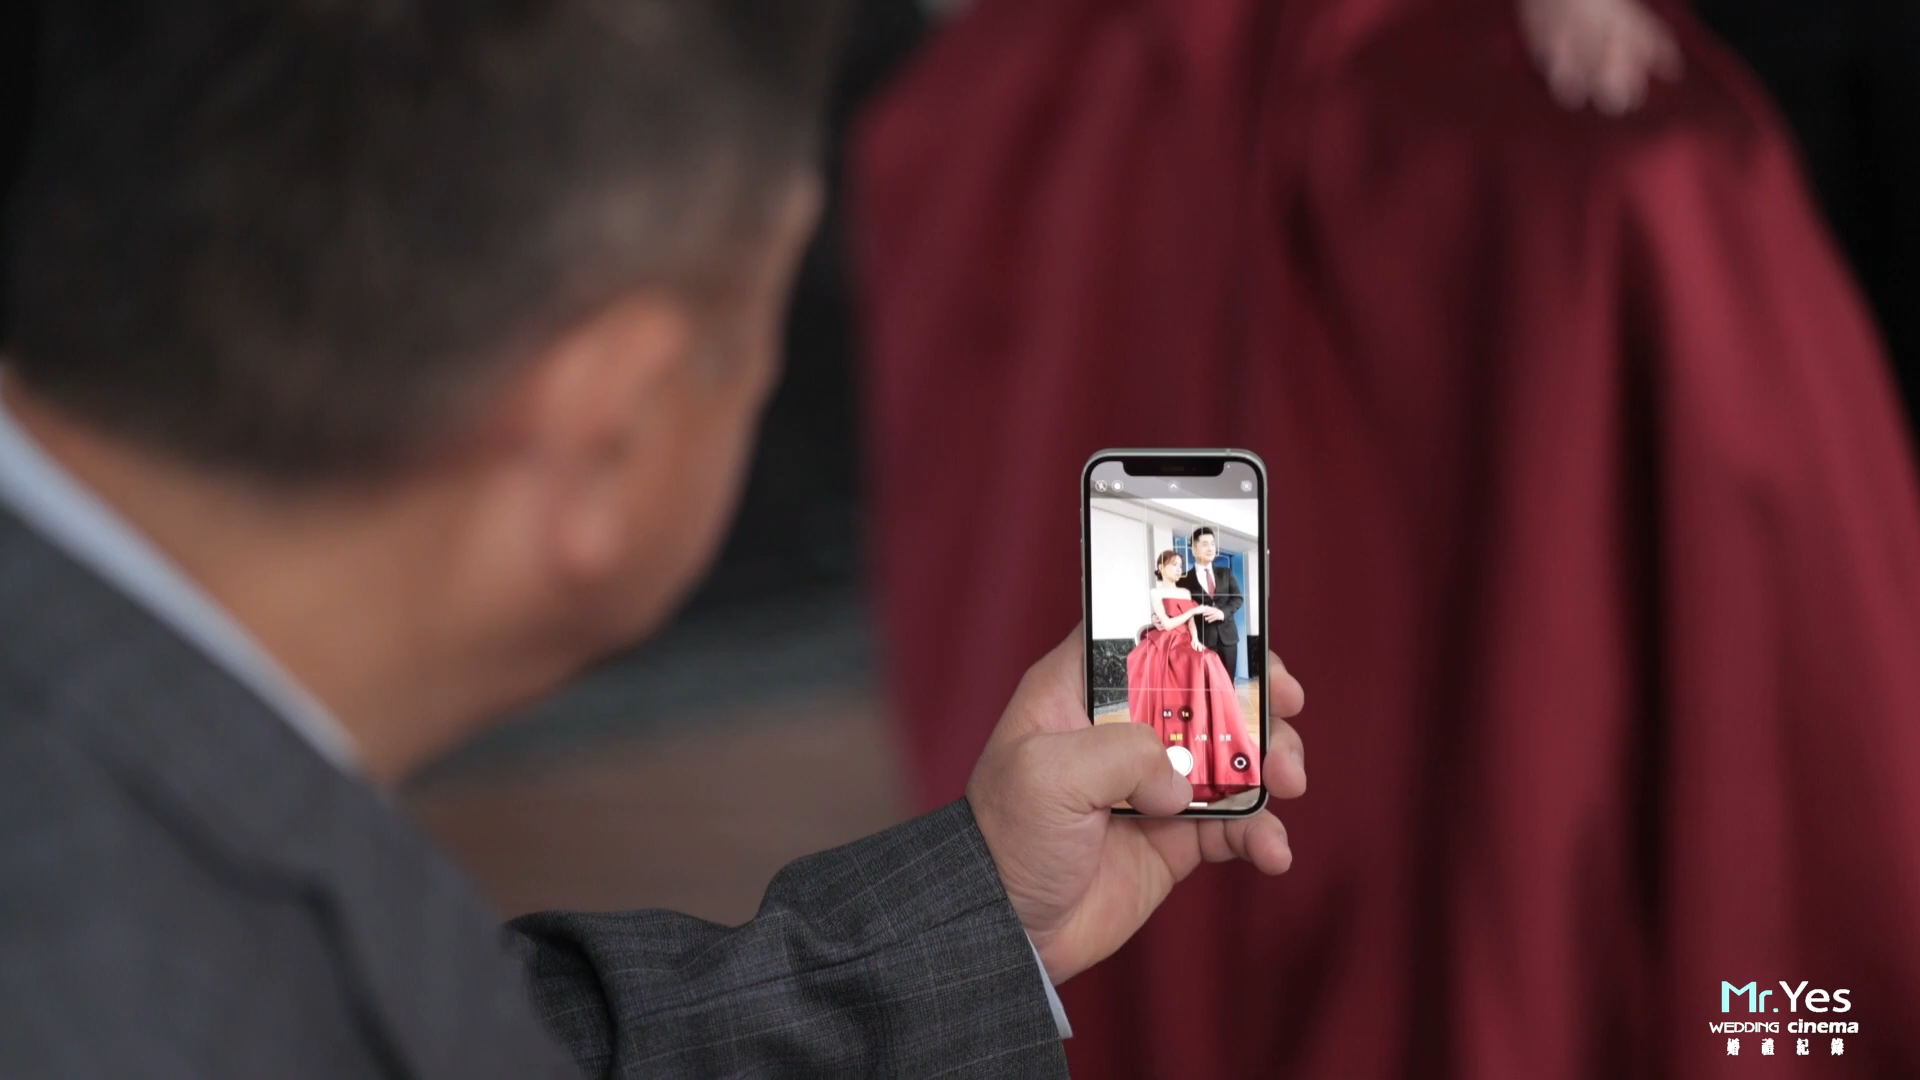 Mr.Yes
WEDDING cinema
婚禮紀錄